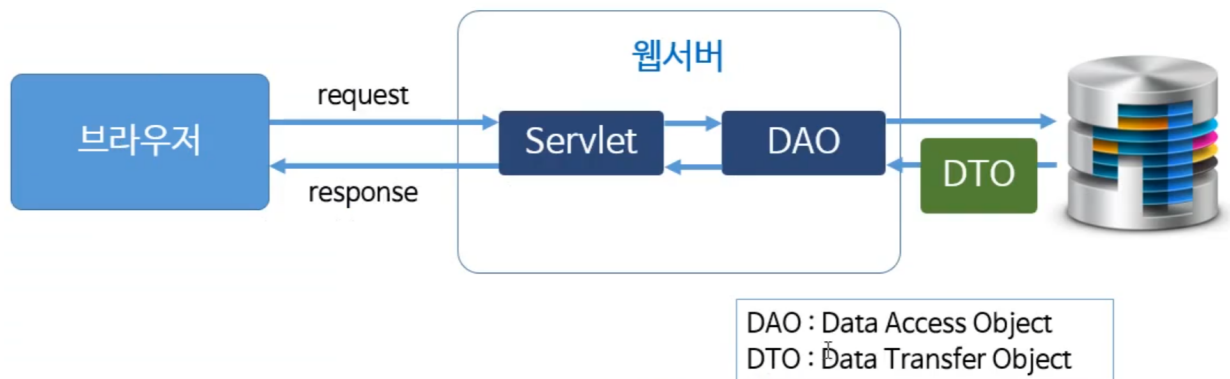 웹서버
브라우저
request
response
Servlet
DAO
DTO
DAO : Data Access Object
DTO : Data Transfer Object